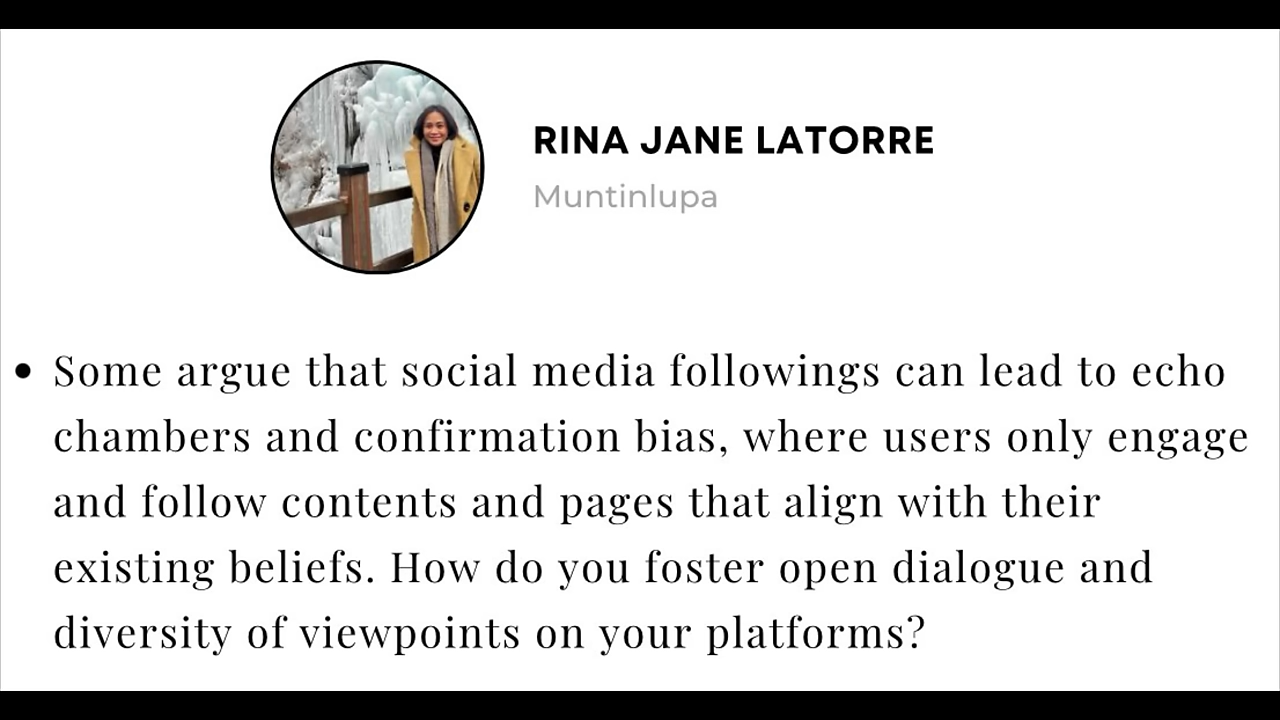 RINA JANE LATORRE
Muntinlupa
• Some argue that social media followings can lead to echo
chambers and confirmation bias, where users only engage
and follow contents and pages that align with their
existing beliefs. How do you foster open dialogue and
diversity of viewpoints on your platforms?